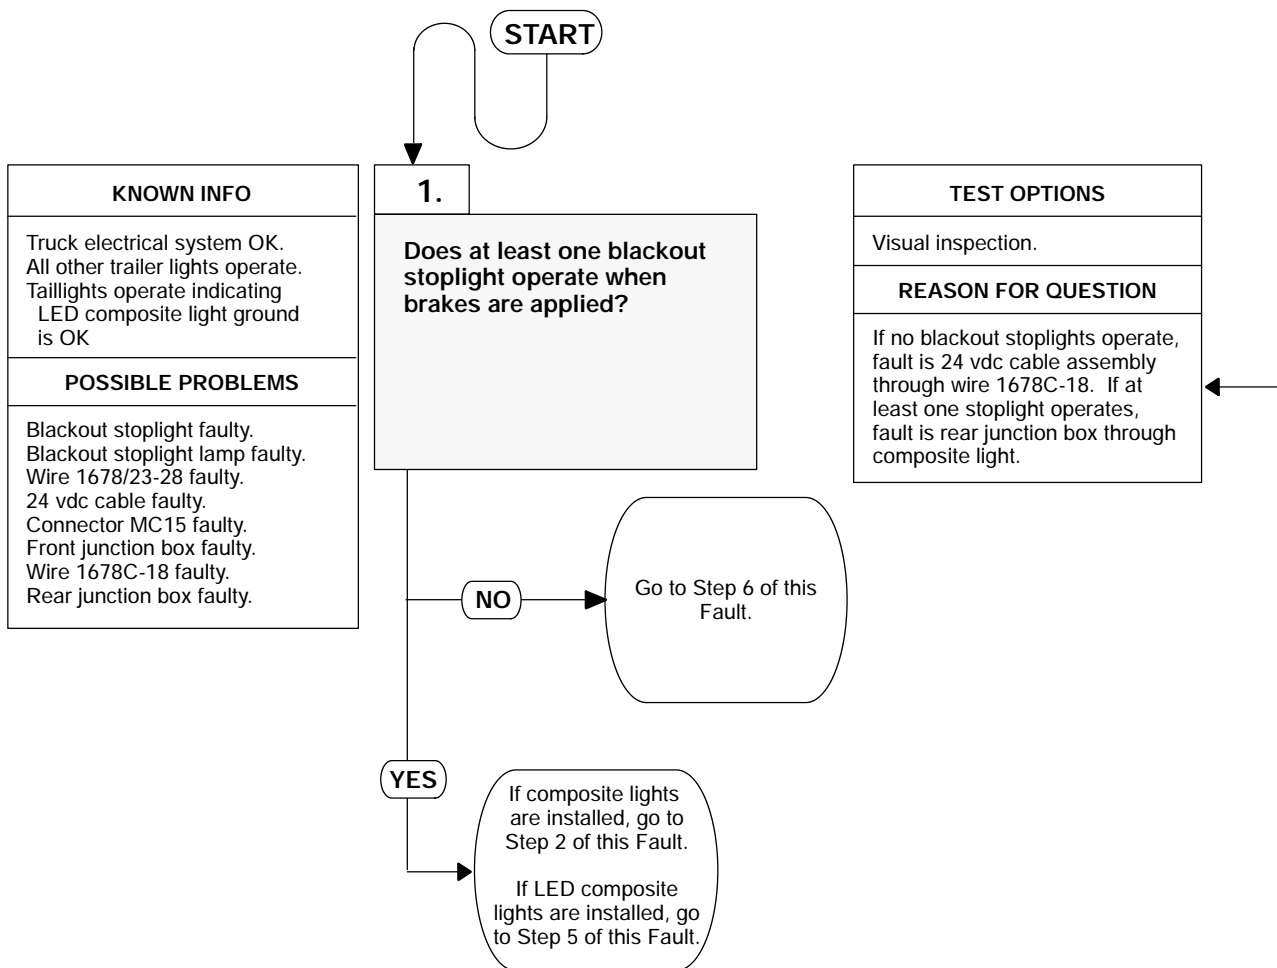 START
KNOWN INFO
Truck electrical system OK.
All other trailer lights operate.
Taillights operate indicating
LED composite light ground
is OK
POSSIBLE PROBLEMS
Blackout stoplight faulty.
Blackout stoplight lamp faulty.
Wire 1678/23-28 faulty.
24 vdc cable faulty.
Connector MC15 faulty.
Front junction box faulty.
Wire 1678C-18 faulty.
Rear junction box faulty.
1.
Does at least one blackout
stoplight operate when
brakes are applied?
TEST OPTIONS
Visual inspection.
REASON FOR QUESTION
If no blackout stoplights operate,
fault is 24 vdc cable assembly
through wire 1678C-18.  If at
least one stoplight operates,
fault is rear junction box through
composite light.
NO
Go to Step 6 of this
Fault.
YES
If composite lights
are installed, go to
Step 2 of this Fault.
If LED composite
lights are installed, go
to Step 5 of this Fault.